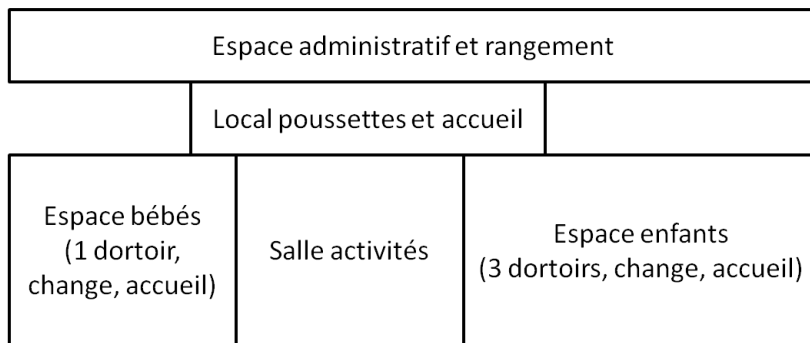 Espace administratif et rangement
Local poussettes et accueil
Espace bébés
(1 dortoir,
change, accueil)
Salle activités
Espace enfants
(3 dortoirs, change, accueil)